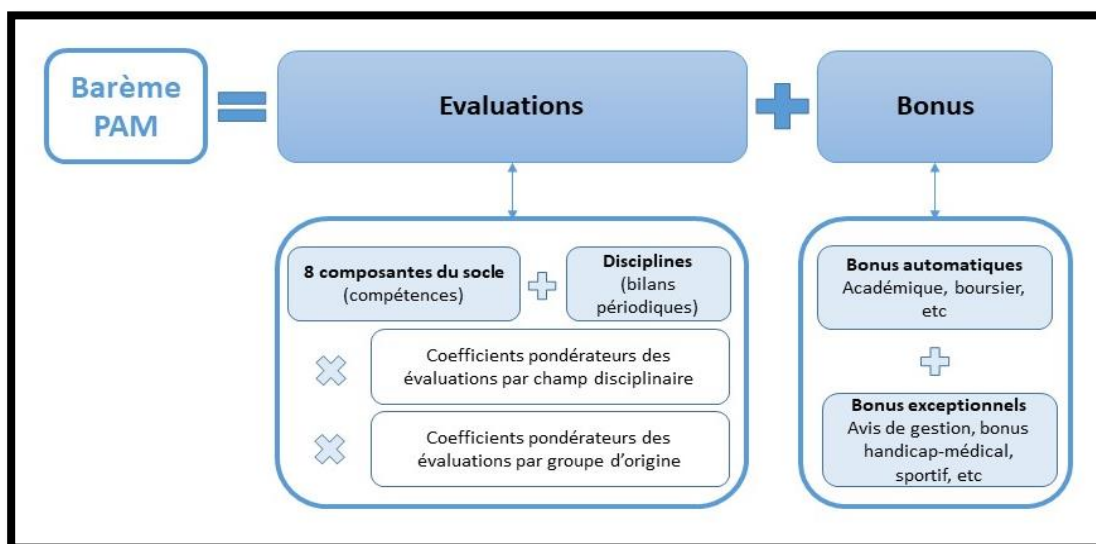 Barème
PAM
Evaluations
Bonus
8 composantes du socle
(compétences)
Disciplines
(bilans
périodiques)
Coefficients pondérateurs des
évaluations par champ disciplinaire
Coefficients pondérateurs des
évaluations par groupe d'origine
Bonus automatiques
Académique, boursier,
etc
Bonus exceptionnels
Avis de gestion, bonus
handicap-médical,
sportif, etc